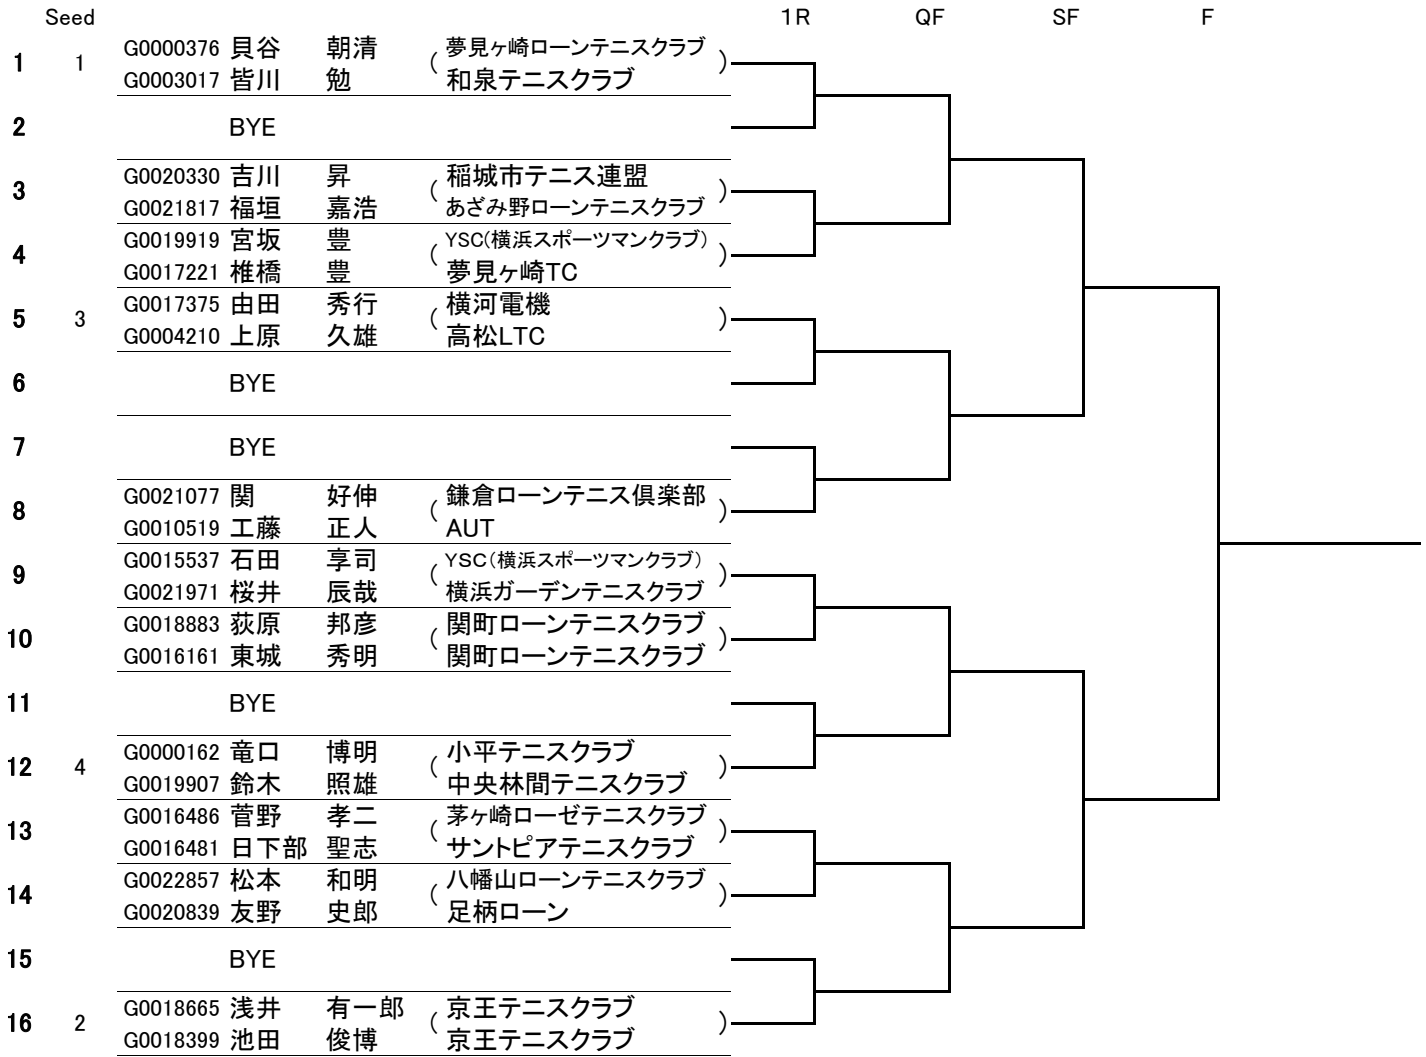 Seed 1R QF SF F
1 1 G0000376 貝谷 朝清 ( 夢見ヶ崎ローンテニスクラブ )
G0003017 皆川 勉 和泉テニスクラブ
2 BYE
3 G0020330 吉川 昇 ( 稲城市テニス連盟 )
G0021817 福垣 嘉浩 あざみ野ローンテニスクラブ
4 G0019919 宮坂 豊 ( YSC(横浜スポーツマンクラブ) )
G0017221 椎橋 豊 夢見ヶ崎TC
5 3 G0017375 由田 秀行 ( 横河電機 )
G0004210 上原 久雄 高松LTC
6 BYE
7 BYE
8 G0021077 関 好伸 ( 鎌倉ローンテニス倶楽部 )
G0010519 工藤 正人 AUT
9 G0015537 石田 享司 ( YSC(横浜スポーツマンクラブ) )
G0021971 桜井 辰哉 横浜ガーデンテニスクラブ
10 G0018883 荻原 邦彦 ( 関町ローンテニスクラブ )
G0016161 東城 秀明 関町ローンテニスクラブ
11 BYE
12 4 G0000162 竜口 博明 ( 小平テニスクラブ )
G0019907 鈴木 照雄 中央林間テニスクラブ
13 G0016486 菅野 孝二 ( 茅ヶ崎ローゼテニスクラブ )
G0016481 日下部 聖志 サントピアテニスクラブ
14 G0022857 松本 和明 ( 八幡山ローンテニスクラブ )
G0020839 友野 史郎 足柄ローン
15 BYE
16 2 G0018665 浅井 有一郎 ( 京王テニスクラブ )
G0018399 池田 俊博 京王テニスクラブ